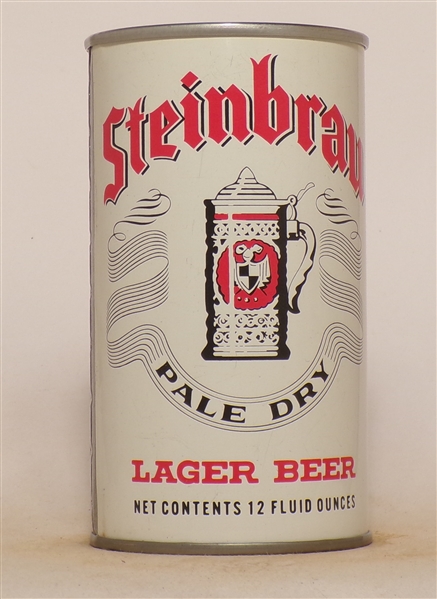 Steinbrau
PALE DRY
LAGER BEER
NET CONTENTS 12 FLUID OUNCES